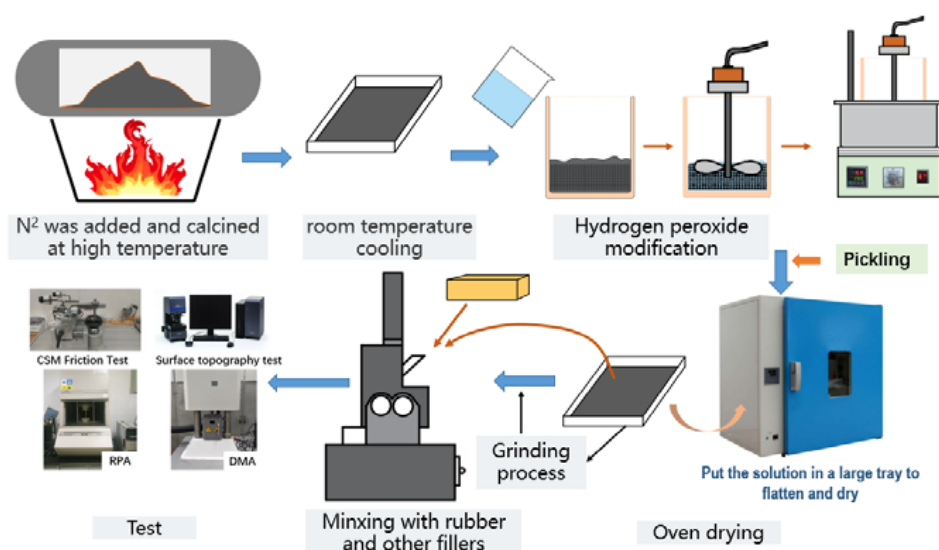 N² was added and calcined
at high temperature
room temperature
cooling
Hydrogen peroxide
modification
Pickling
CSM Friction Test
Surface topography test
RPA
DMA
Grinding
process
Put the solution in a large tray to
flatten and dry
Test
Minxing with rubber
and other fillers
Oven drying